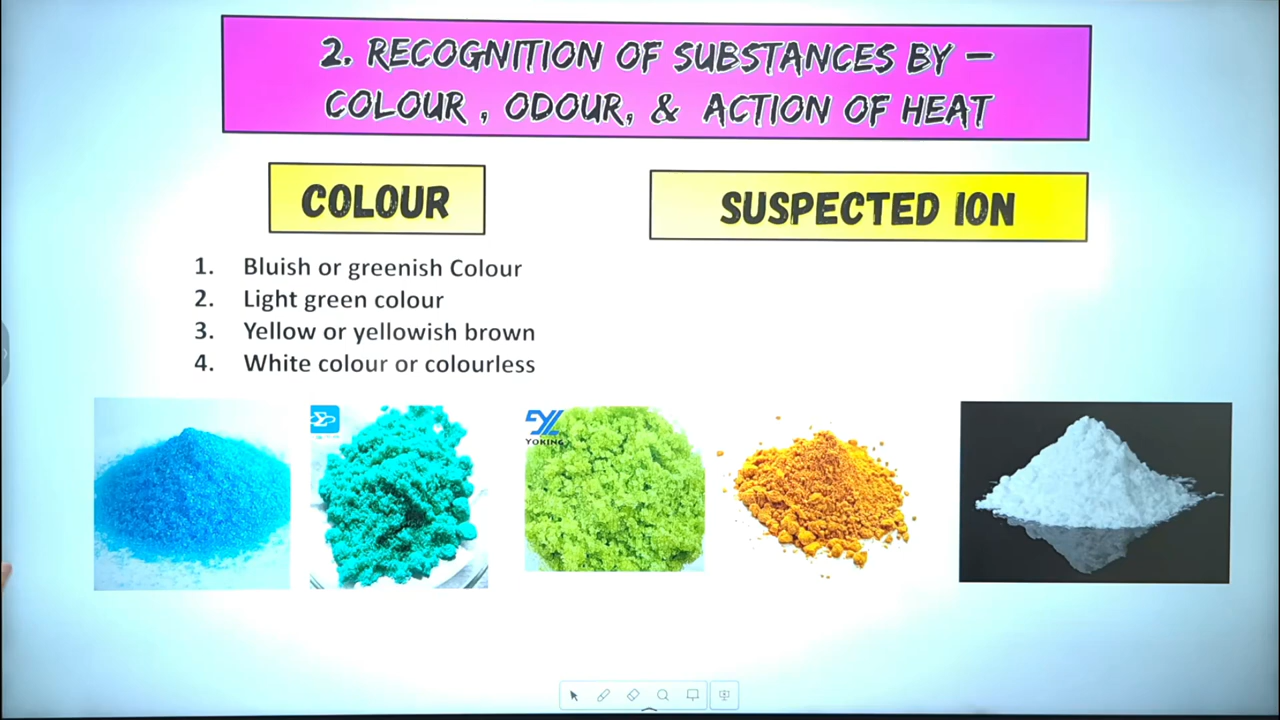 2. RECOGNITION OF SUBSTANCES BY –
COLOUR , ODOUR, & ACTION OF HEAT
COLOUR
SUSPECTED ION
1. Bluish or greenish Colour
2. Light green colour
3. Yellow or yellowish brown
4. White colour or colourless
YOKING